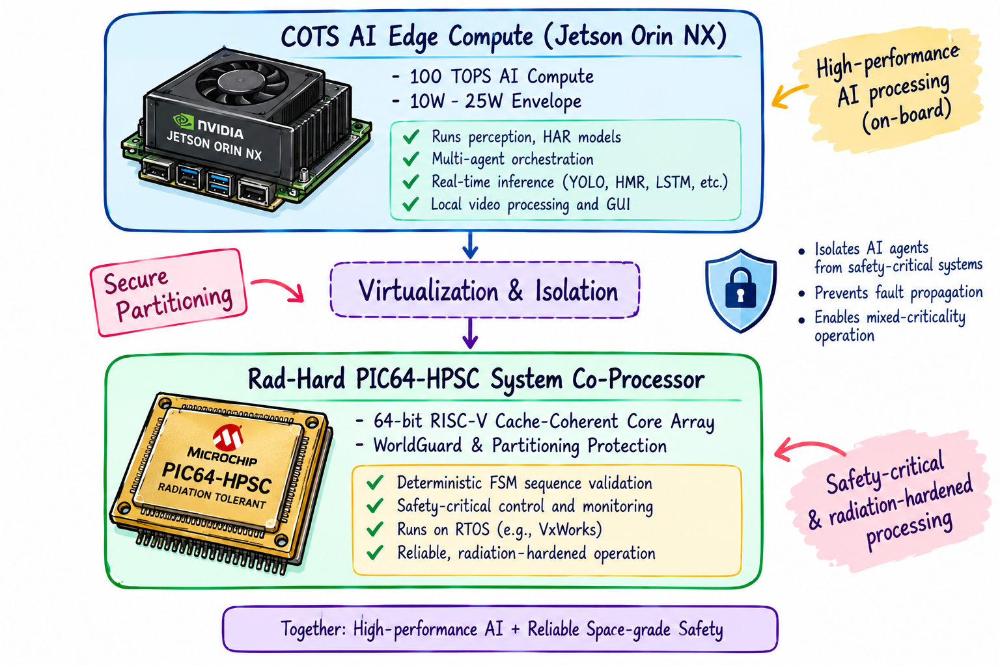 COTS AI Edge Compute (Jetson Orin NX)
- 100 TOPS AI Compute
- 10W - 25W Envelope
NVIDIA
JETSON ORIN NX
✓ Runs perception, HAR models
✓ Multi-agent orchestration
✓ Real-time inference (YOLO, HMR, LSTM, etc.)
✓ Local video processing and GUI
High-performance
AI processing
(on-board)
Secure
Partitioning
Virtualization & Isolation
• Isolates AI agents
from safety-critical systems
• Prevents fault propagation
• Enables mixed-criticality
operation
Rad-Hard PIC64-HPSC System Co-Processor
- 64-bit RISC-V Cache-Coherent Core Array
- WorldGuard & Partitioning Protection
MICROCHIP
PIC64-HPSC
RADIATION TOLERANT
✓ Deterministic FSM sequence validation
✓ Safety-critical control and monitoring
✓ Runs on RTOS (e.g., VxWorks)
✓ Reliable, radiation-hardened operation
Safety-critical
& radiation-hardened
processing
Together: High-performance AI + Reliable Space-grade Safety